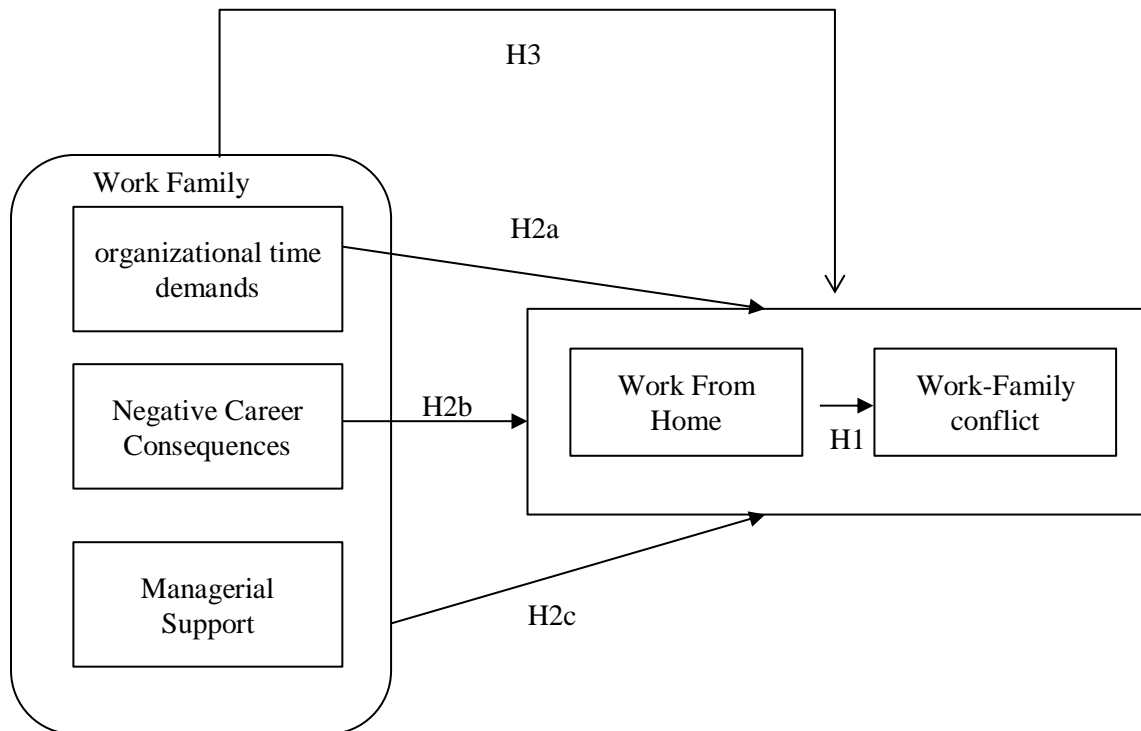 H3
Work Family
organizational time
demands
H2a
Negative Career
Consequences
H2b
Work From
Home
H1
Work-Family
conflict
Managerial
Support
H2c